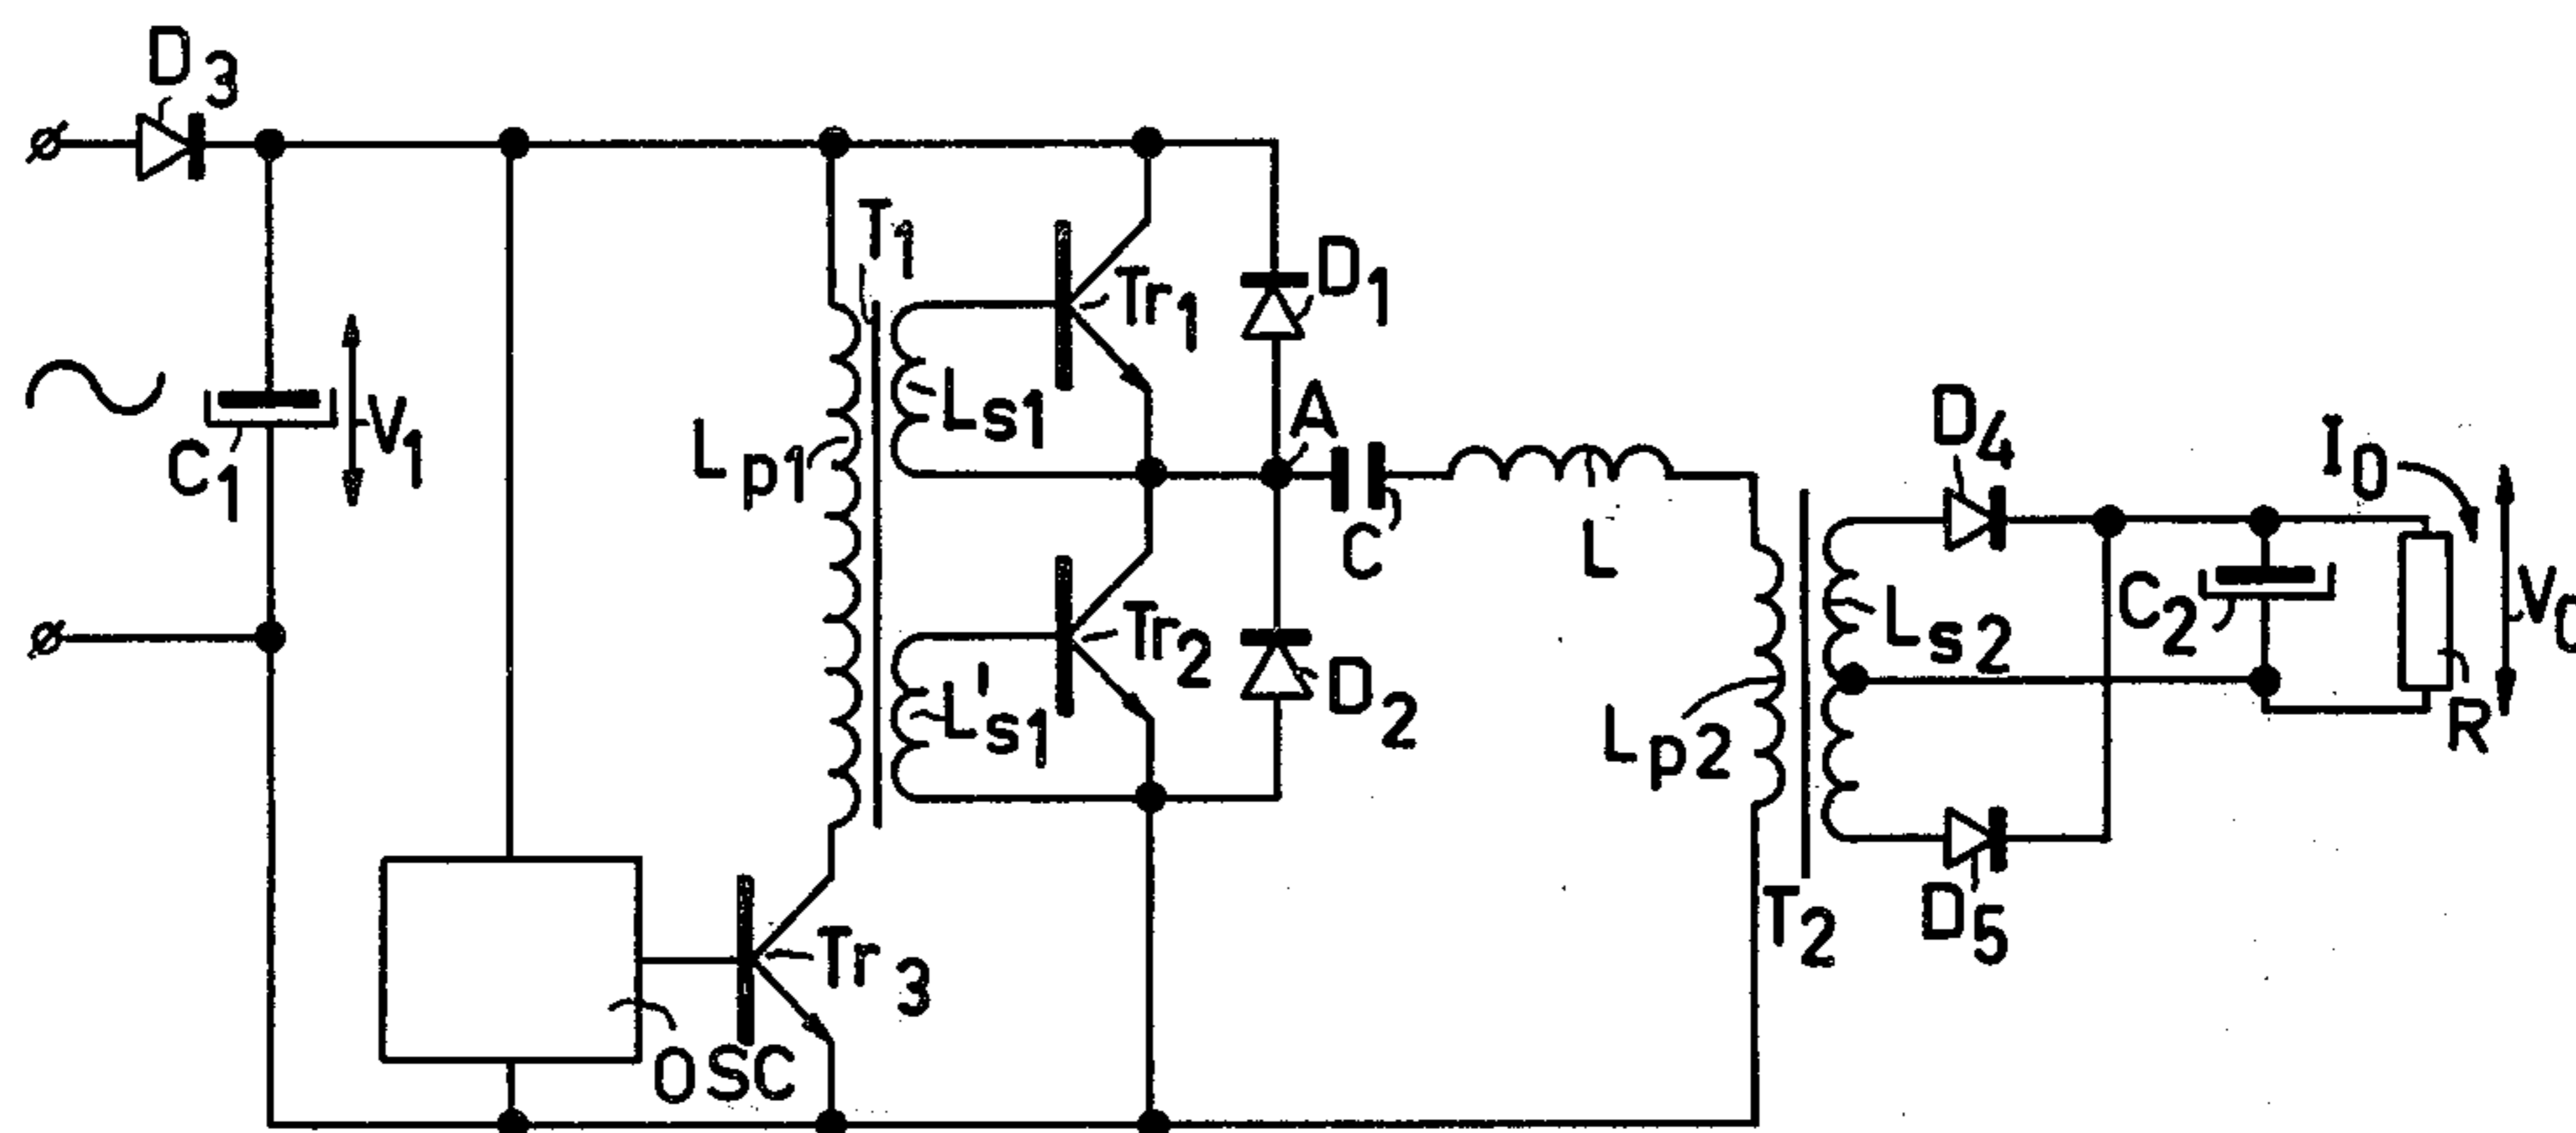 D3
T1
Tr1
D1
Ls1
A
V1
C1
Lp1
D4
I0
C
L
Tr2
L's1
D2
Ls2
C2
V0
Lp2
R
D5
T2
Tr3
OSC